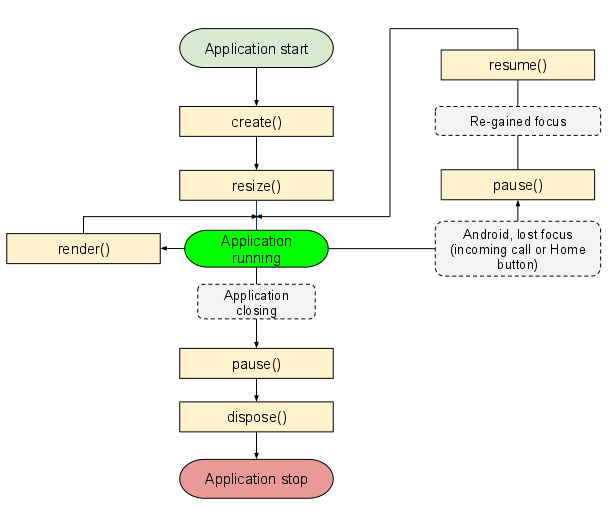 Application start
resume()
create()
Re-gained focus
resize()
pause()
render()
Application
running
Android, lost focus
(incoming call or Home
button)
Application
closing
pause()
dispose()
Application stop